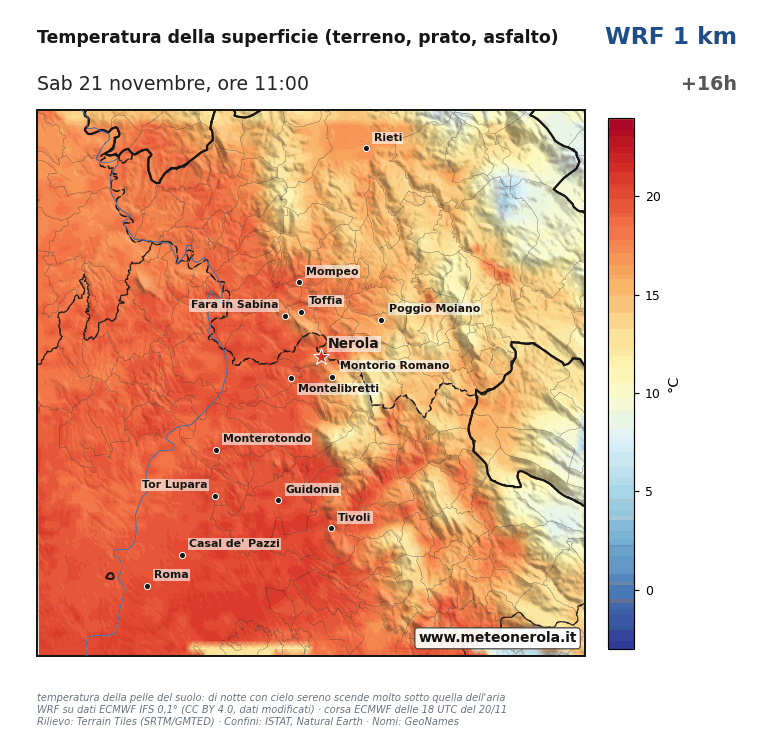 Temperatura della superficie (terreno, prato, asfalto)
WRF 1 km
Sab 21 novembre, ore 11:00
+16h
Rieti
Mompeo
Fara in Sabina
Toffia
Poggio Moiano
Nerola
Montorio Romano
Montelibretti
Monterotondo
Tor Lupara
Guidonia
Tivoli
Casal de' Pazzi
Roma
www.meteonerola.it
20
15
10
5
0
°C
temperatura della pelle del suolo: di notte con cielo sereno scende molto sotto quella dell'aria
WRF su dati ECMWF IFS 0,1° (CC BY 4.0, dati modificati) · corsa ECMWF delle 18 UTC del 20/11
Rilievo: Terrain Tiles (SRTM/GMTED) · Confini: ISTAT, Natural Earth · Nomi: GeoNames